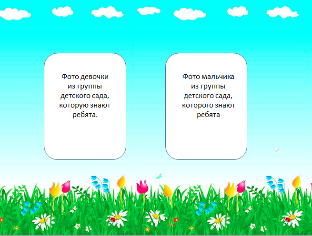 Фото девочки
из группы
детского сада,
которую знают
ребята.
Фото мальчика
из группы
детского сада,
которого знают
ребята